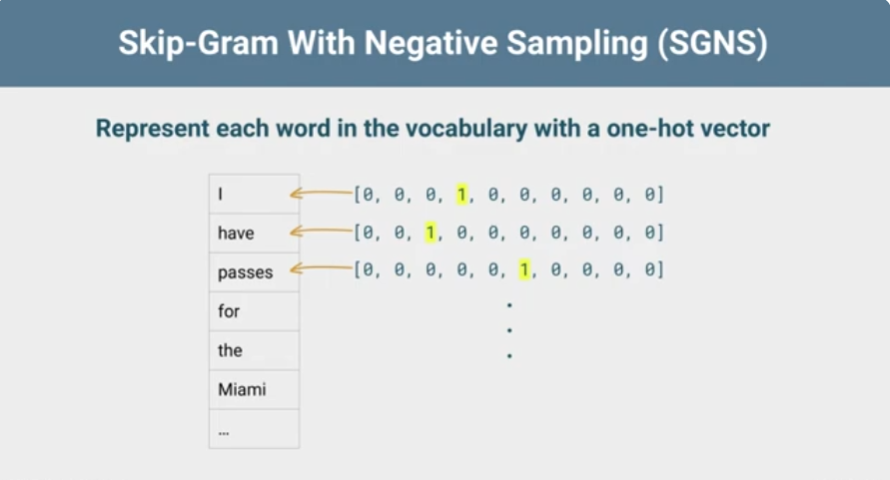 Skip-Gram With Negative Sampling (SGNS)
Represent each word in the vocabulary with a one-hot vector
I [0, 0, 0, 1, 0, 0, 0, 0, 0, 0]
have [0, 0, 1, 0, 0, 0, 0, 0, 0, 0]
passes [0, 0, 0, 0, 0, 1, 0, 0, 0, 0]
for
the
Miami
...